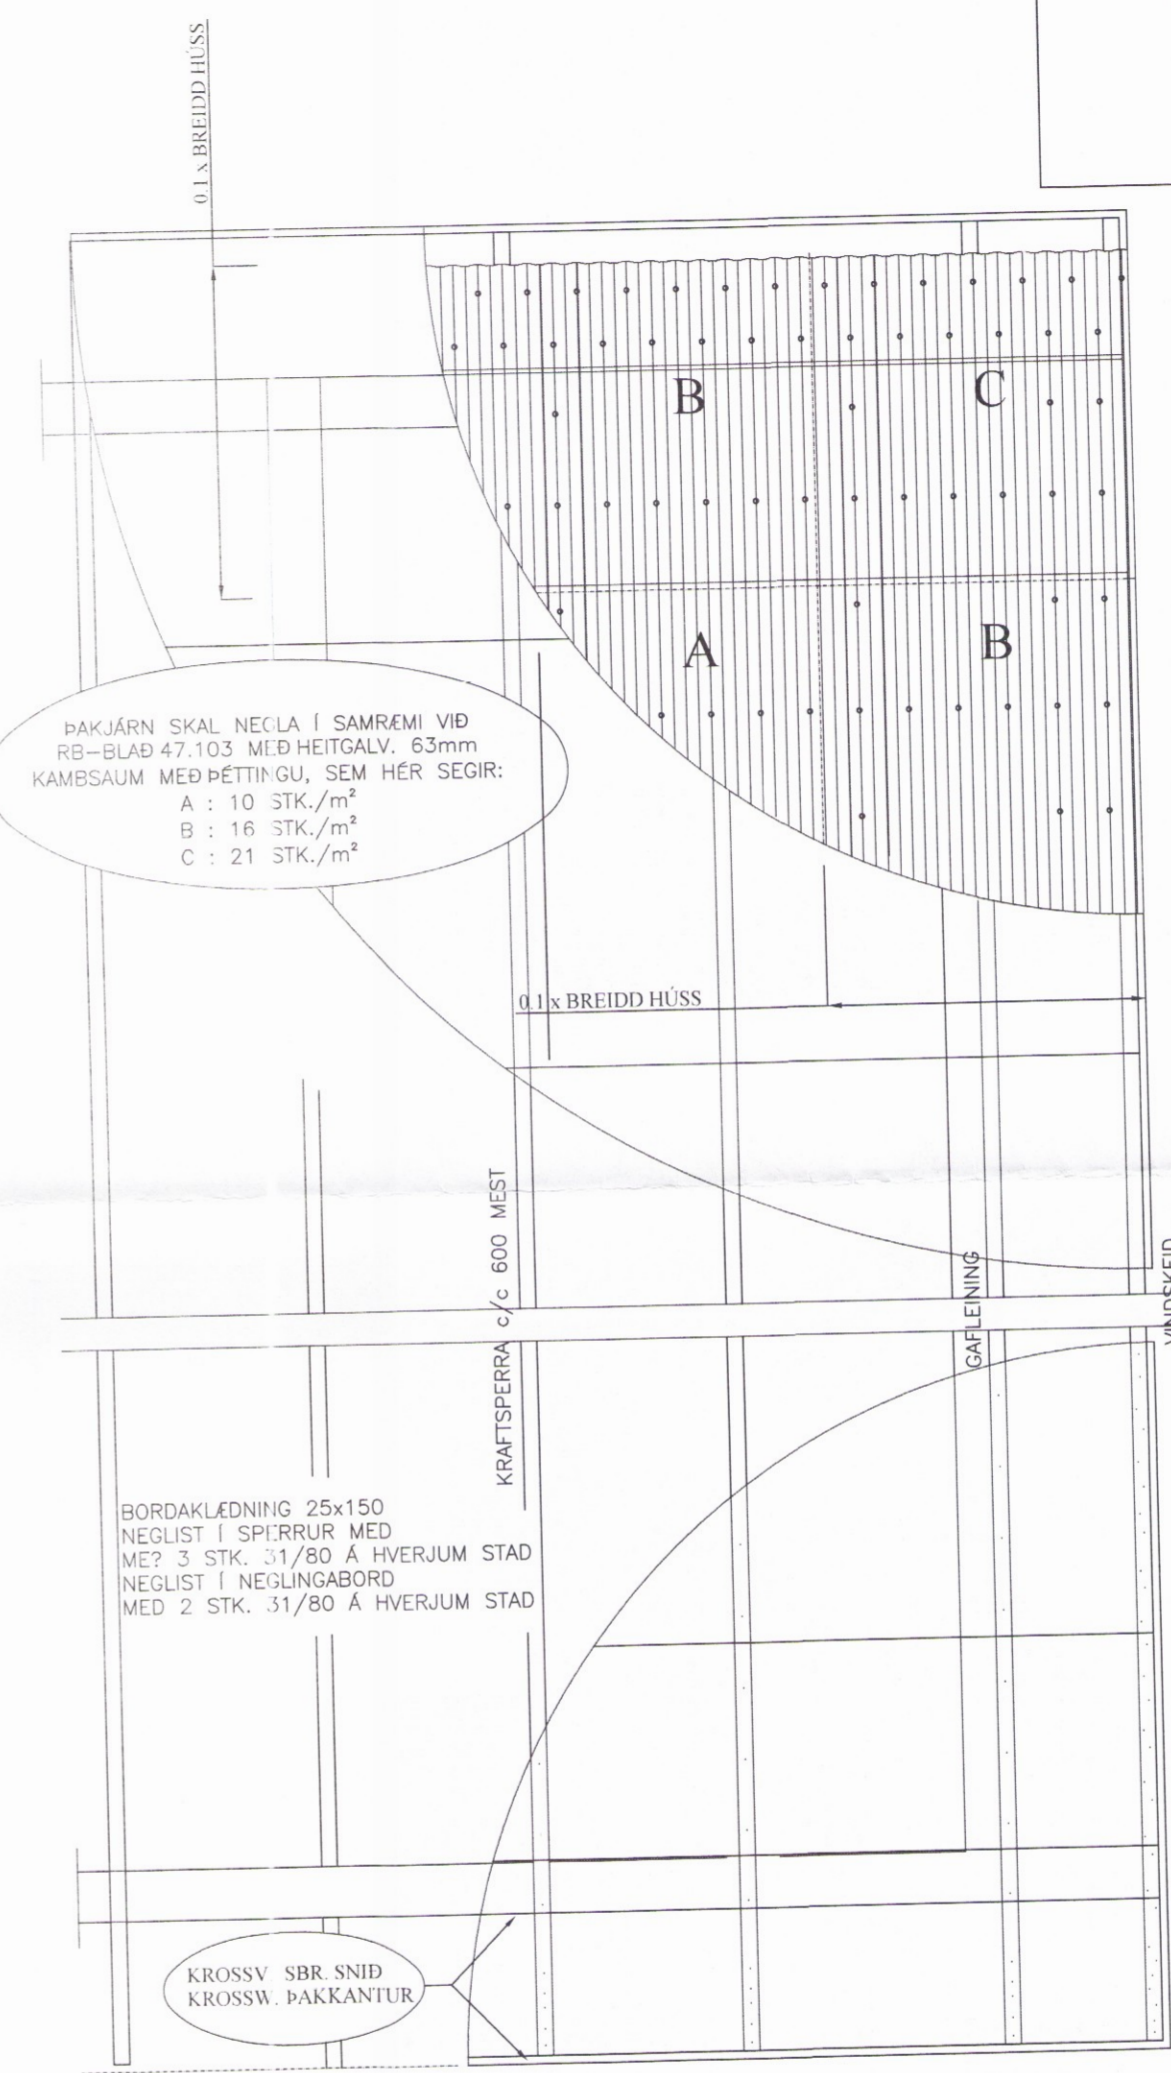 0.1 x BREIDD HÚSS
B
C
A
B
ÞAKJÁRN SKAL NEGLA Í SAMRÆMI VIÐ
RB-BLAÐ 47.103 MEÐ HEITGALV. 63mm
KAMBSAUM MEÐ ÞÉTTINGU, SEM HÉR SEGIR:
A : 10 STK./m²
B : 16 STK./m²
C : 21 STK./m²
0.1 x BREIDD HÚSS
KRAFTSPERRA c/c 600 MEST
GAFLEINING
VINDSKEID
BORDAKLÆDNING 25x150
NEGLIST Í SPERRUR MED
ME? 3 STK. 31/80 Á HVERJUM STAD
NEGLIST Í NEGLINGABORD
MED 2 STK. 31/80 Á HVERJUM STAD
KROSSV. SBR. SNIÐ
KROSSW. ÞAKKANTUR